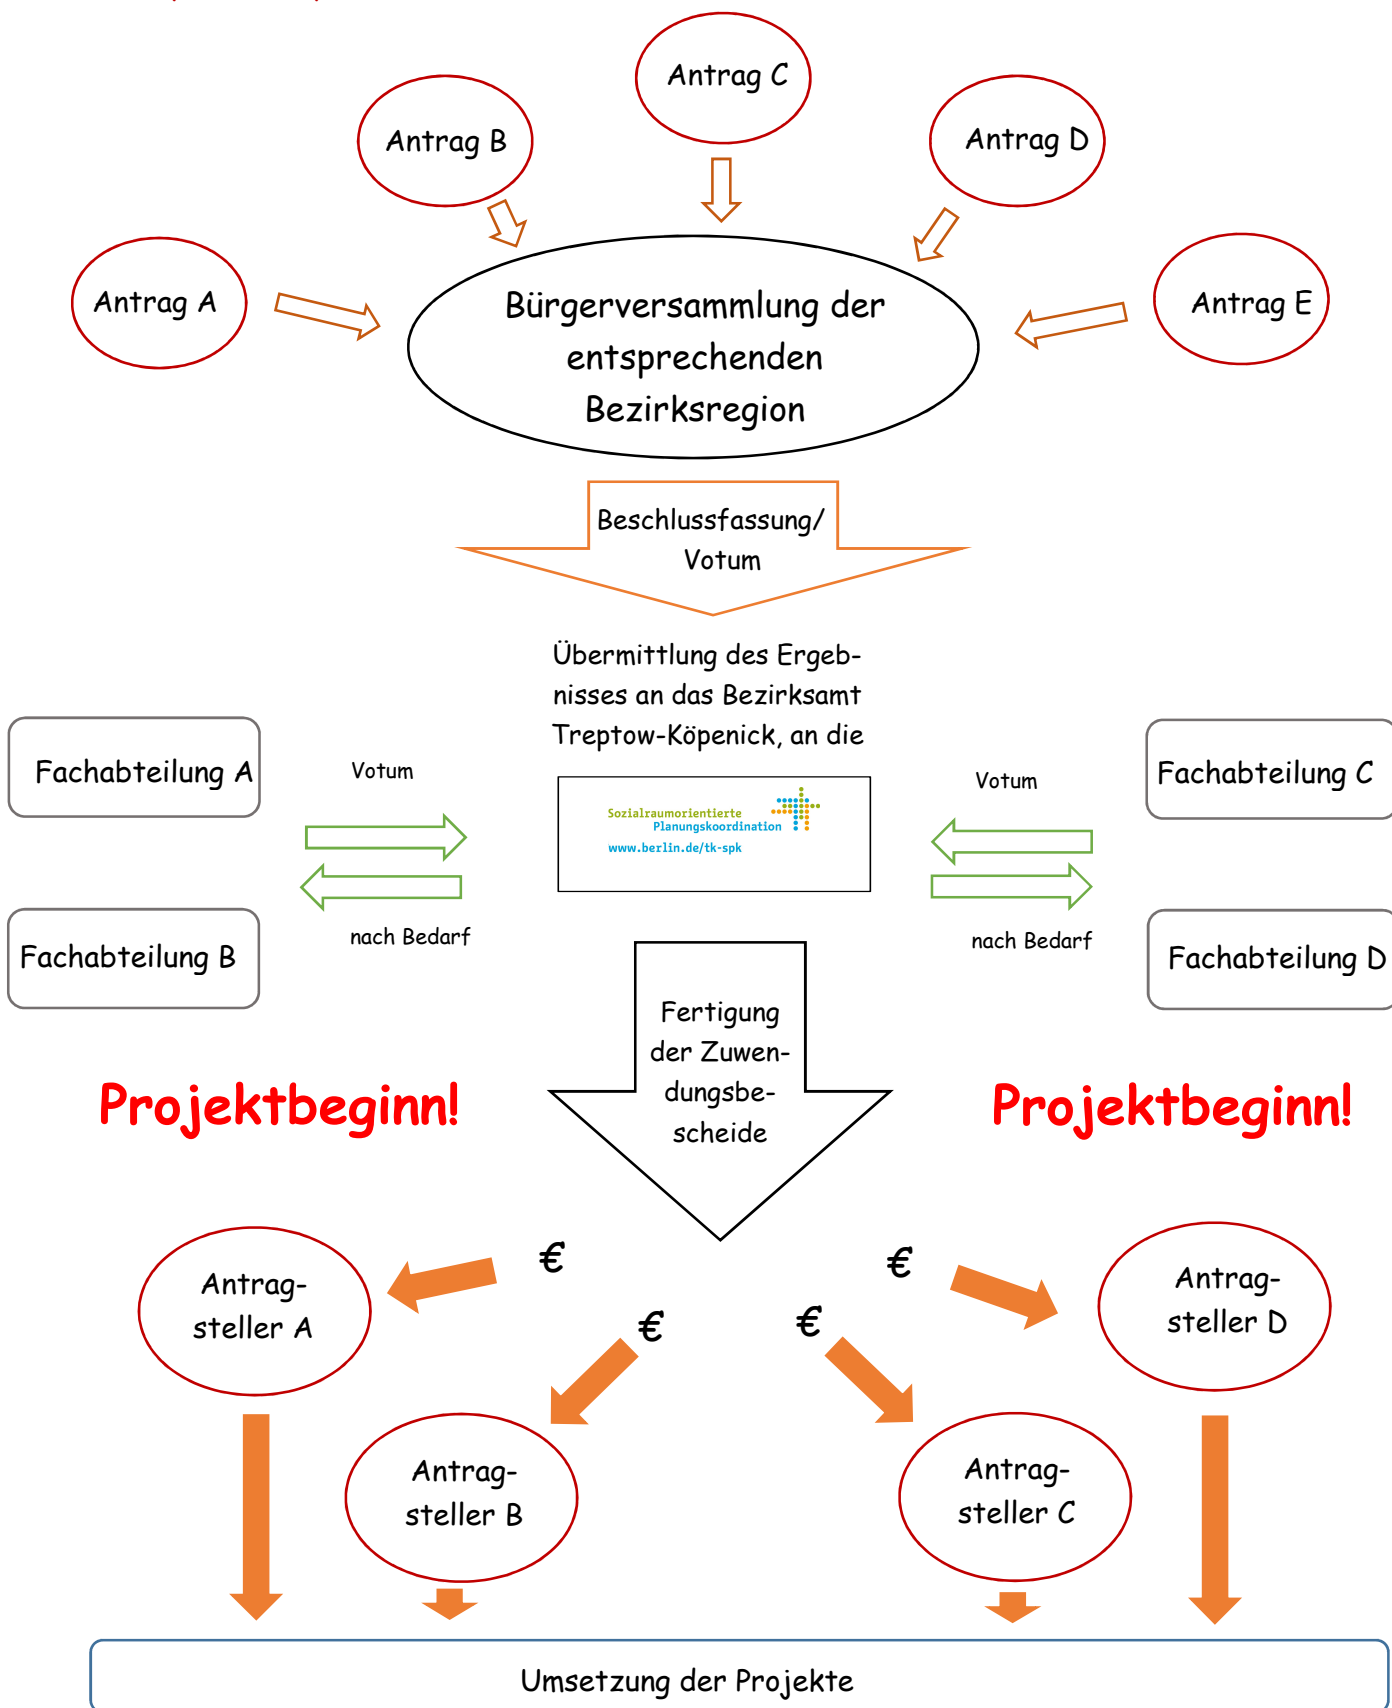 Antrag C
Antrag B
Antrag D
Antrag A
Antrag E
Bürgerversammlung der
entsprechenden
Bezirksregion
Beschlussfassung/
Votum
Übermittlung des Ergeb-
nisses an das Bezirksamt
Treptow-Köpenick, an die
Fachabteilung A
Votum
Votum
Fachabteilung C
Sozialraumorientierte
Planungskoordination
www.berlin.de/tk-spk
Fachabteilung B
nach Bedarf
nach Bedarf
Fachabteilung D
Fertigung
der Zuwen-
dungsbe-
scheide
Projektbeginn!
Projektbeginn!
€
€
€
€
Antrag-
steller A
Antrag-
steller D
Antrag-
steller B
Antrag-
steller C
Umsetzung der Projekte